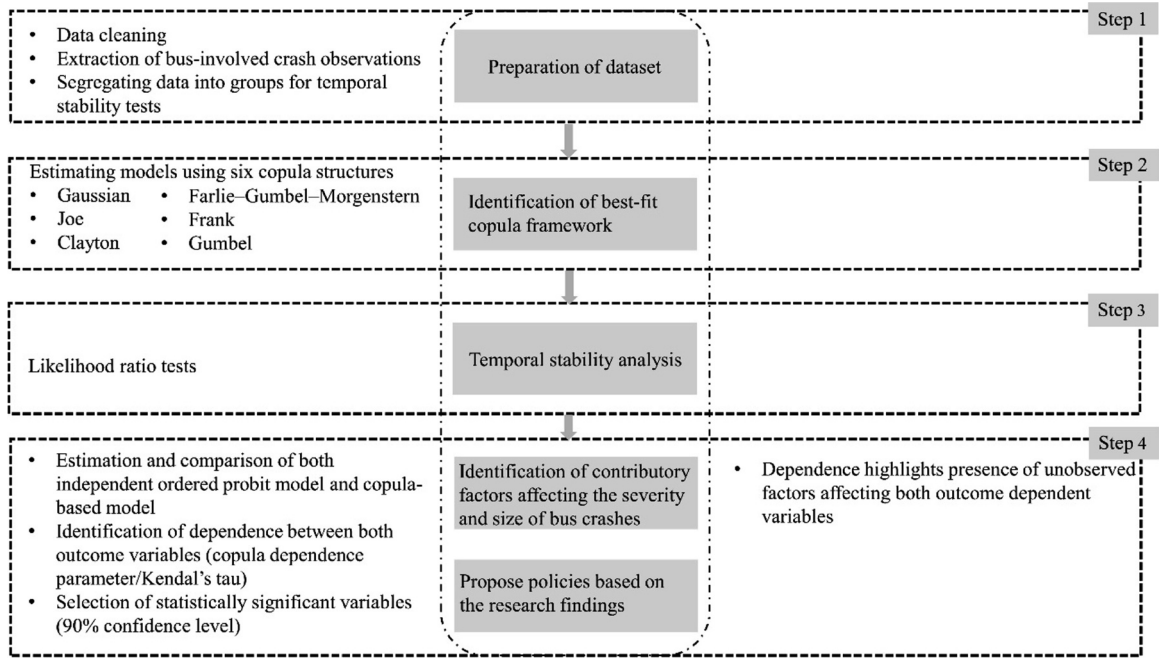 Step 1
• Data cleaning
• Extraction of bus-involved crash observations
• Segregating data into groups for temporal
stability tests
Preparation of dataset
Step 2
Estimating models using six copula structures
• Gaussian
• Joe
• Clayton
• Farlie–Gumbel–Morgenstern
• Frank
• Gumbel
Identification of best-fit
copula framework
Step 3
Likelihood ratio tests
Temporal stability analysis
Step 4
• Estimation and comparison of both
independent ordered probit model and copula-
based model
• Identification of dependence between both
outcome variables (copula dependence
parameter/Kendal’s tau)
• Selection of statistically significant variables
(90% confidence level)
Identification of contributory
factors affecting the severity
and size of bus crashes
Propose policies based on
the research findings
• Dependence highlights presence of unobserved
factors affecting both outcome dependent
variables